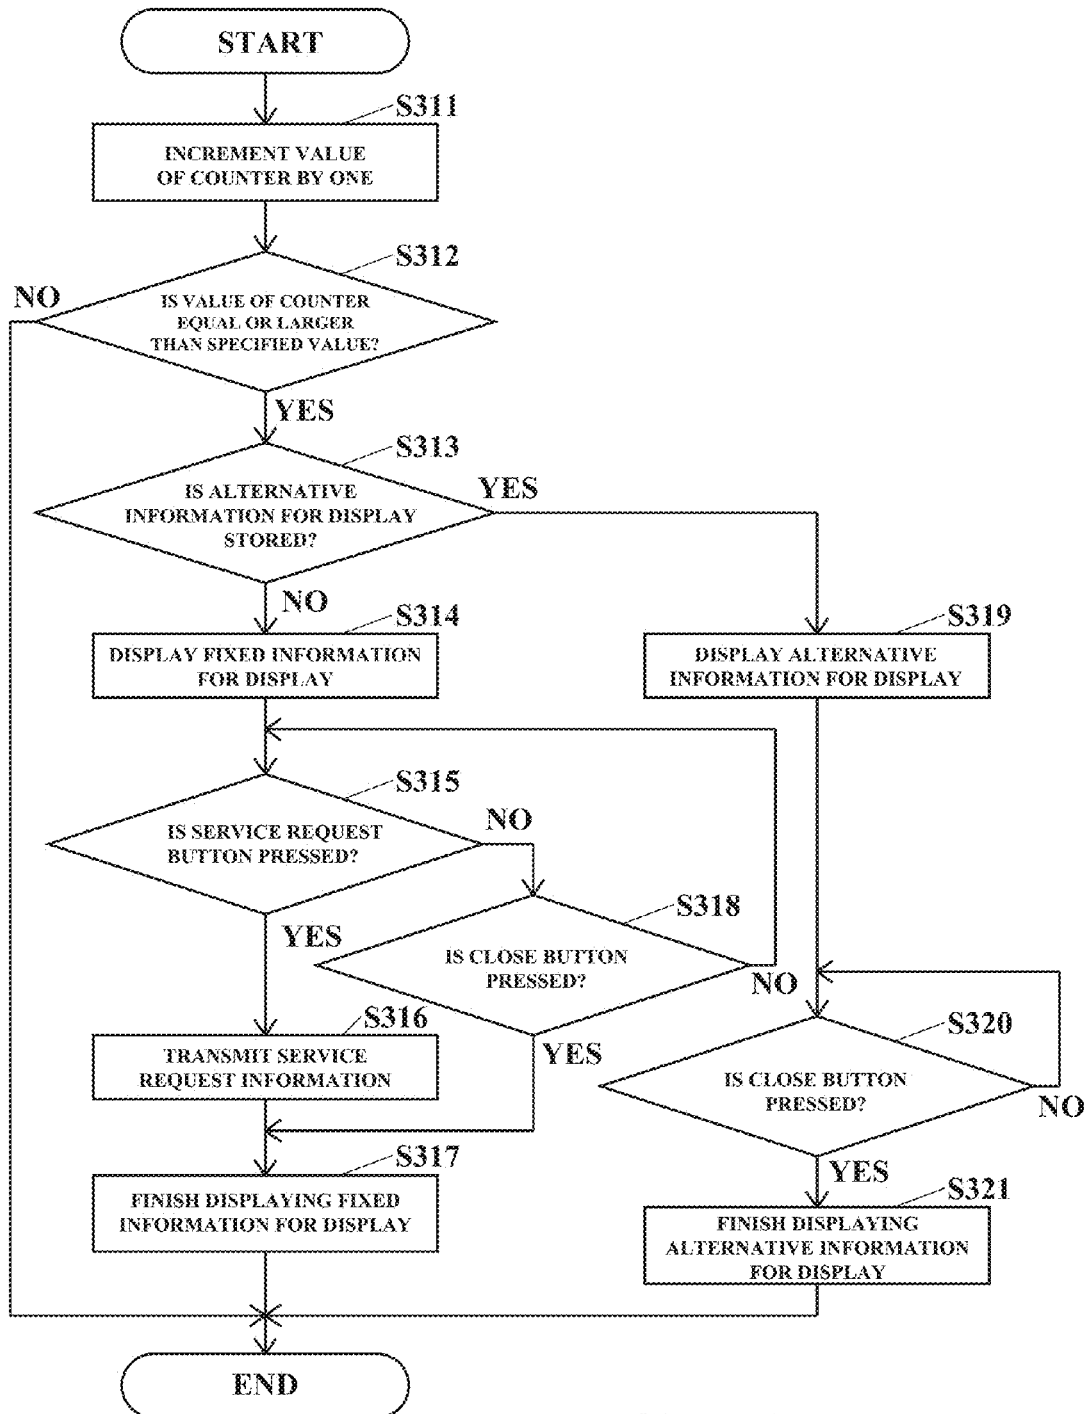 START
S311
INCREMENT VALUE
OF COUNTER BY ONE
S312
NO
IS VALUE OF COUNTER
EQUAL OR LARGER
THAN SPECIFIED VALUE?
YES
S313
IS ALTERNATIVE
INFORMATION FOR DISPLAY
STORED?
YES
NO
S314
DISPLAY FIXED INFORMATION
FOR DISPLAY
S319
DISPLAY ALTERNATIVE
INFORMATION FOR DISPLAY
S315
IS SERVICE REQUEST
BUTTON PRESSED?
NO
YES
S318
IS CLOSE BUTTON
PRESSED?
NO
YES
S316
TRANSMIT SERVICE
REQUEST INFORMATION
S320
IS CLOSE BUTTON
PRESSED?
NO
YES
S317
FINISH DISPLAYING FIXED
INFORMATION FOR DISPLAY
S321
FINISH DISPLAYING
ALTERNATIVE INFORMATION
FOR DISPLAY
END